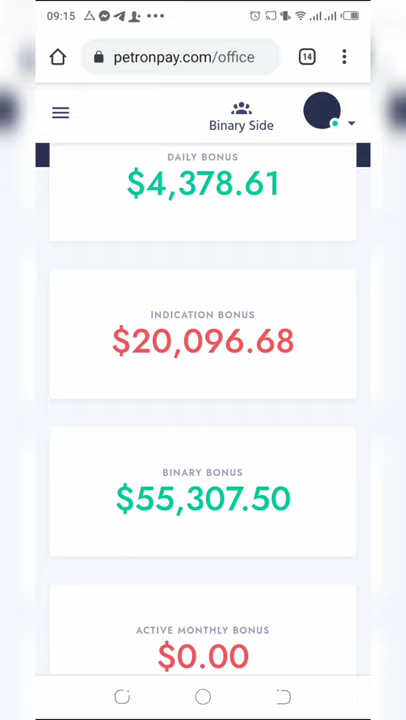 09:15
petronpay.com/office
14
Binary Side
DAILY BONUS
$4,378.61
INDICATION BONUS
$20,096.68
BINARY BONUS
$55,307.50
ACTIVE MONTHLY BONUS
$0.00